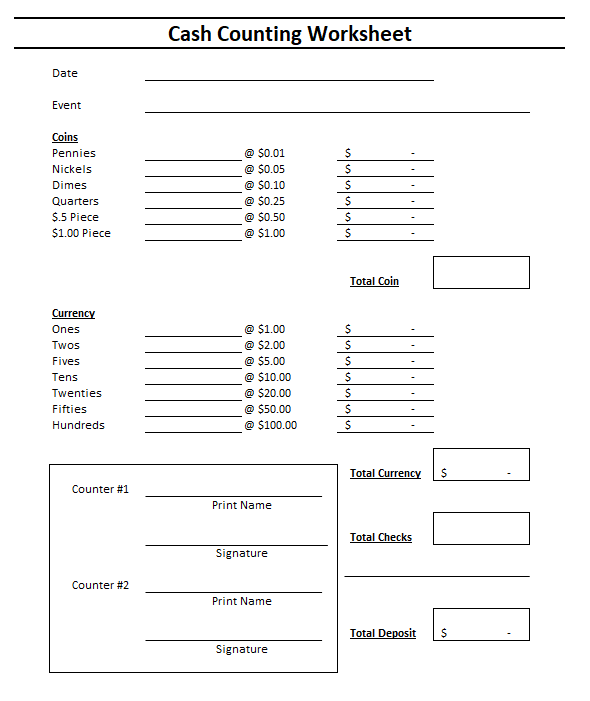 Cash Counting Worksheet
Date
Event
Coins
Pennies @ $0.01 $ -
Nickels @ $0.05 $ -
Dimes @ $0.10 $ -
Quarters @ $0.25 $ -
$.5 Piece @ $0.50 $ -
$1.00 Piece @ $1.00 $ -
Total Coin
Currency
Ones @ $1.00 $ -
Twos @ $2.00 $ -
Fives @ $5.00 $ -
Tens @ $10.00 $ -
Twenties @ $20.00 $ -
Fifties @ $50.00 $ -
Hundreds @ $100.00 $ -
Total Currency $ -
Counter #1
Print Name
Total Checks
Signature
Counter #2
Print Name
Total Deposit $ -
Signature